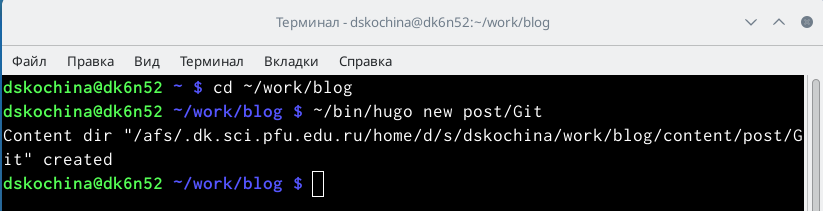 Терминал - dskochina@dk6n52:~/work/blog
Файл Правка Вид Терминал Вкладки Справка
dskochina@dk6n52 ~ $ cd ~/work/blog
dskochina@dk6n52 ~/work/blog $ ~/bin/hugo new post/Git
Content dir "/afs/.dk.sci.pfu.edu.ru/home/d/s/dskochina/work/blog/content/post/G
it" created
dskochina@dk6n52 ~/work/blog $